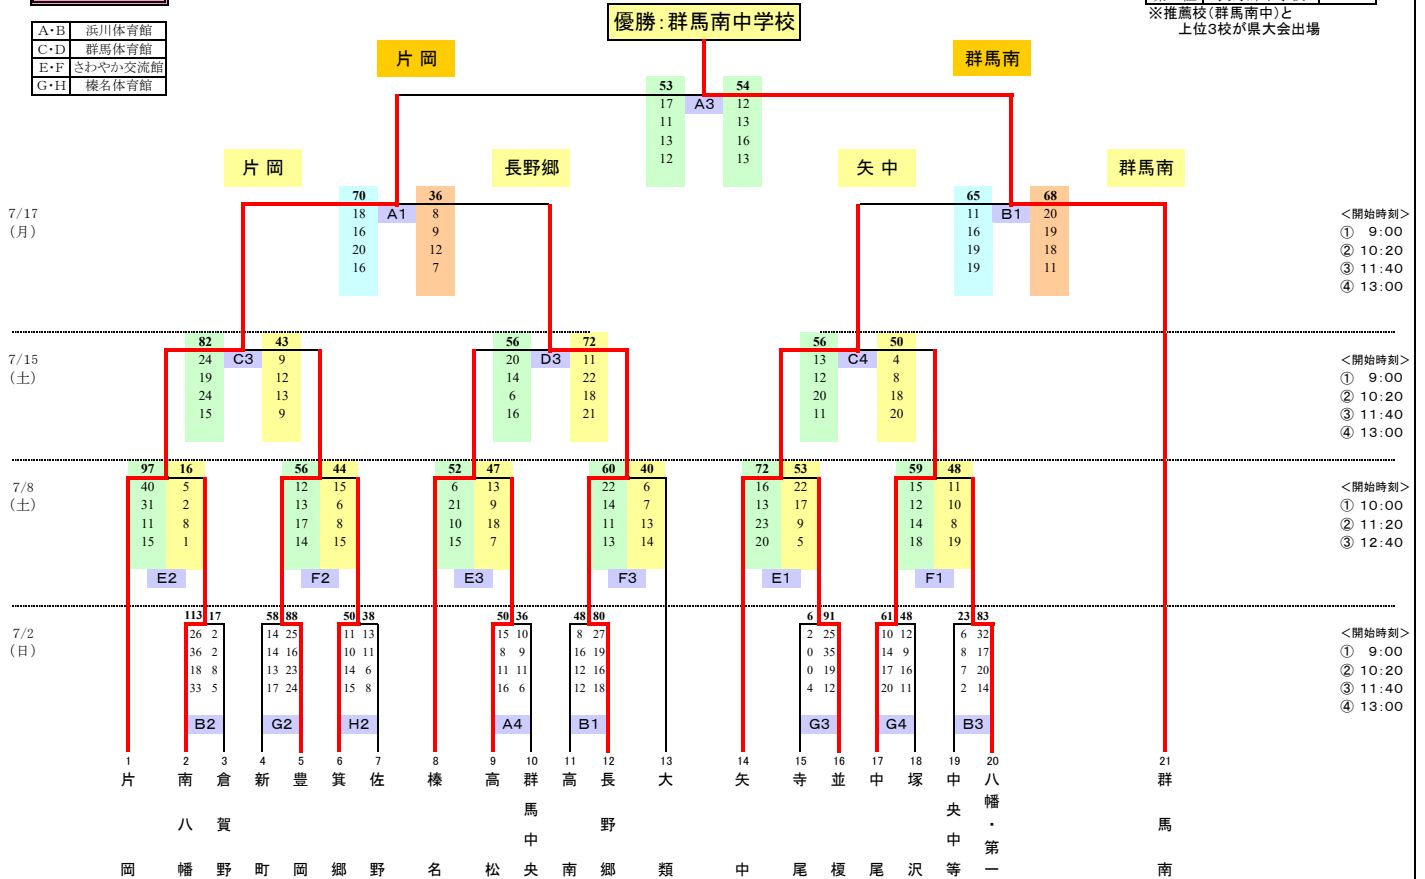 優勝：群馬南中学校
※推薦校（群馬南中）と
上位3校が県大会出場
A・B 浜川体育館
C・D 群馬体育館
E・F さわやか交流館
G・H 榛名体育館
片 岡 群馬南
53 54
17 A3 12
11 13
13 16
12 13
片 岡 長野郷 矢 中 群馬南
7/17
（月）
70 36
18 A1 8
16 9
20 12
16 7
65 68
11 B1 20
16 19
19 18
19 11
＜開始時刻＞
① 9:00
② 10:20
③ 11:40
④ 13:00
7/15
（土）
82 43
24 C3 9
19 12
24 13
15 9
56 72
20 D3 11
14 22
6 18
16 21
56 50
13 C4 4
12 8
20 18
11 20
＜開始時刻＞
① 9:00
② 10:20
③ 11:40
④ 13:00
7/8
（土）
97 16
40 5
31 2
11 8
15 1
E2
56 44
12 15
13 6
17 8
14 15
F2
52 47
6 13
21 9
10 18
15 7
E3
60 40
22 6
14 7
11 13
13 14
F3
72 53
16 22
13 17
23 9
20 5
E1
59 48
15 11
12 10
14 8
18 19
F1
＜開始時刻＞
① 10:00
② 11:20
③ 12:40
7/2
（日）
113 17
26 2
36 2
18 8
33 5
B2
58 88
14 25
14 16
13 23
17 24
G2
50 38
11 13
10 11
14 6
15 8
H2
50 36
15 10
8 9
11 11
16 6
A4
48 80
8 27
16 19
12 16
12 18
B1
6 91
2 25
0 35
0 19
4 12
G3
61 48
10 12
14 9
17 16
20 11
G4
23 83
6 32
8 17
7 20
2 14
B3
＜開始時刻＞
① 9:00
② 10:20
③ 11:40
④ 13:00
1 片岡
2 南八幡
3 倉賀野
4 新町
5 豊岡
6 箕郷
7 佐野
8 榛名
9 高松
10 群馬中央
11 高南
12 長野郷
13 大類
14 矢中
15 寺尾
16 並榎
17 中尾
18 塚沢
19 中央中等
20 八幡・第一
21 群馬南